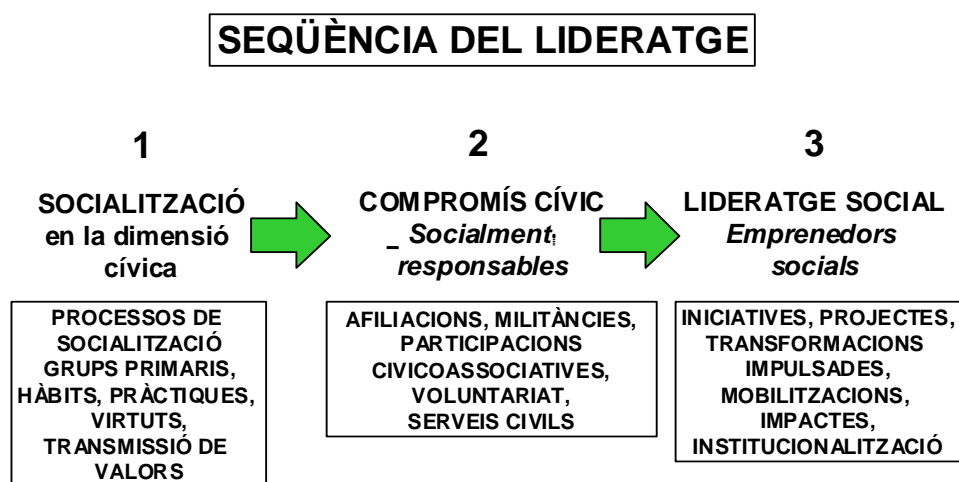 SEQÜÈNCIA DEL LIDERATGE
1
SOCIALITZACIÓ
en la dimensió
cívica
PROCESSOS DE
SOCIALITZACIÓ
GRUPS PRIMARIS,
HÀBITS, PRÀCTIQUES,
VIRTUTS,
TRANSMISSIÓ DE
VALORS
2
COMPROMÍS CÍVIC
_ Socialment
responsables
AFILIACIONS, MILITÀNCIES,
PARTICIPACIONS
CIVICOASSOCIATIVES,
VOLUNTARIAT,
SERVEIS CIVILS
3
LIDERATGE SOCIAL
Emprenedors
socials
INICIATIVES, PROJECTES,
TRANSFORMACIONS
IMPULSADES,
MOBILITZACIONS,
IMPACTES,
INSTITUCIONALITZACIÓ